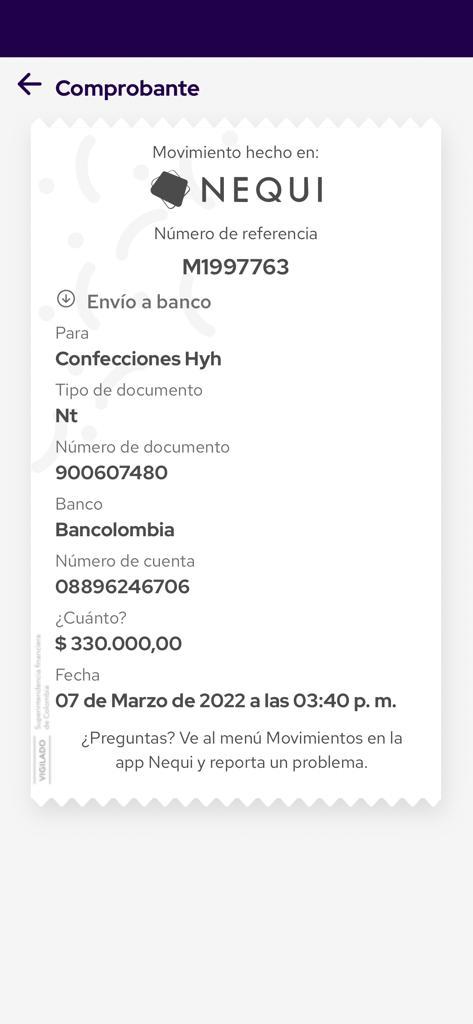 Comprobante
Movimiento hecho en:
NEQUI
Número de referencia
M1997763
Envío a banco
Para
Confecciones Hyh
Tipo de documento
Nt
Número de documento
900607480
Banco
Bancolombia
Número de cuenta
08896246706
¿Cuánto?
$ 330.000,00
Fecha
07 de Marzo de 2022 a las 03:40 p. m.
¿Preguntas? Ve al menú Movimientos en la
app Nequi y reporta un problema.
VIGILADO
Superintendencia financiera
de Colombia